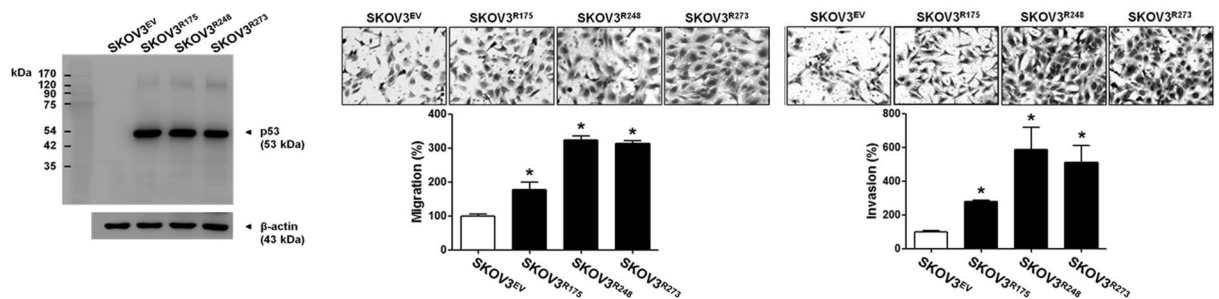 SKOV3EV
SKOV3R175
SKOV3R248
SKOV3R273
kDa
170
120
90
75
54
42
35
p53
(53 kDa)
β-actin
(43 kDa)
SKOV3EV SKOV3R175 SKOV3R248 SKOV3R273
Migration (%)
400
300
200
100
0
* * *
SKOV3EV
SKOV3R175
SKOV3R248
SKOV3R273
SKOV3EV SKOV3R175 SKOV3R248 SKOV3R273
Invasion (%)
800
600
400
200
0
* * *
SKOV3EV
SKOV3R175
SKOV3R248
SKOV3R273